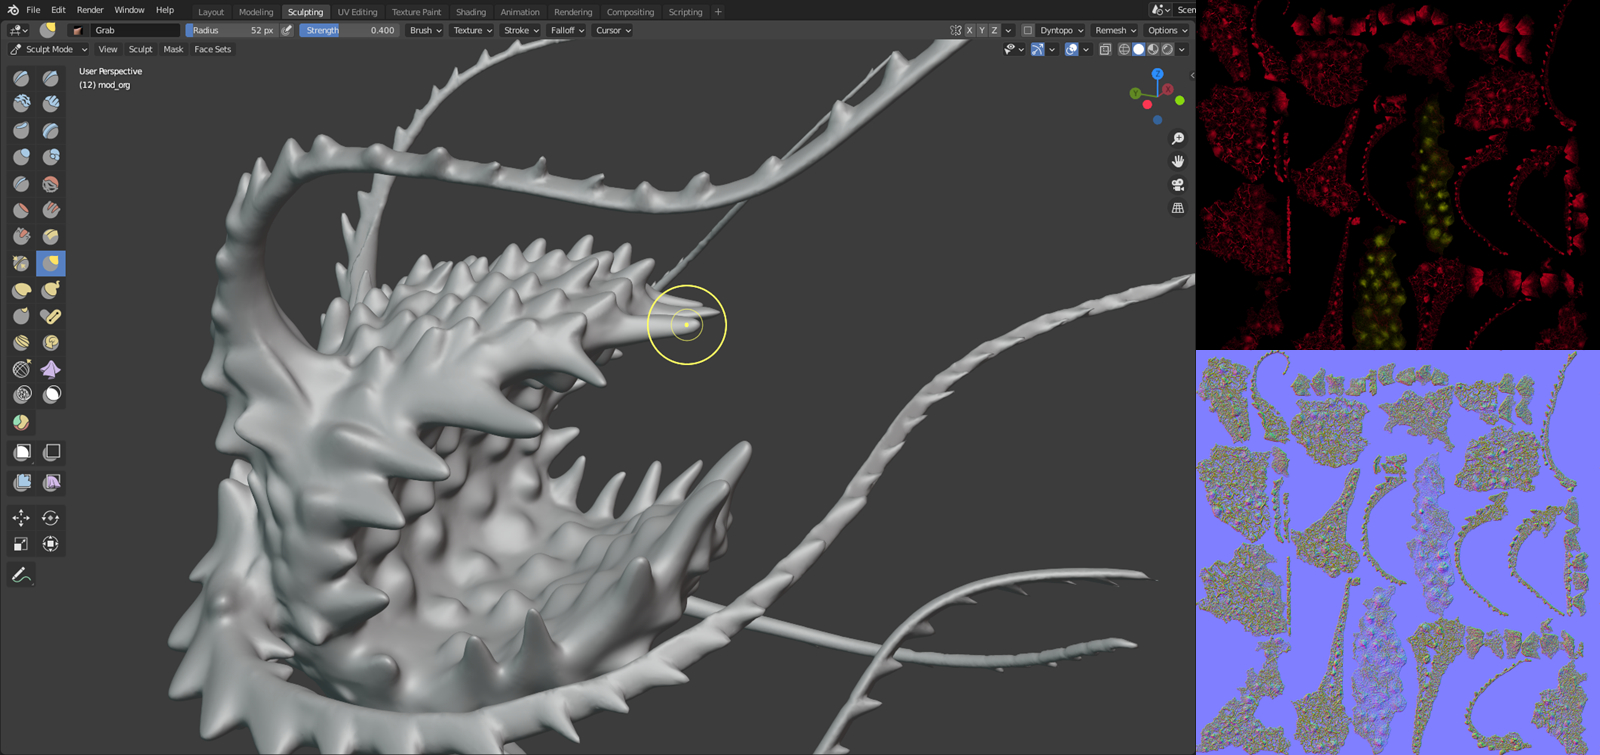 File Edit Render Window Help Layout Modeling Sculpting UV Editing Texture Paint Shading Animation Rendering Compositing Scripting + Scen
Grab Radius 52 px Strength 0.400 Brush Texture Stroke Falloff Cursor X Y Z Dyntopo Remesh Options
Sculpt Mode View Sculpt Mask Face Sets
User Perspective
(12) mod_org
Z
Y
X